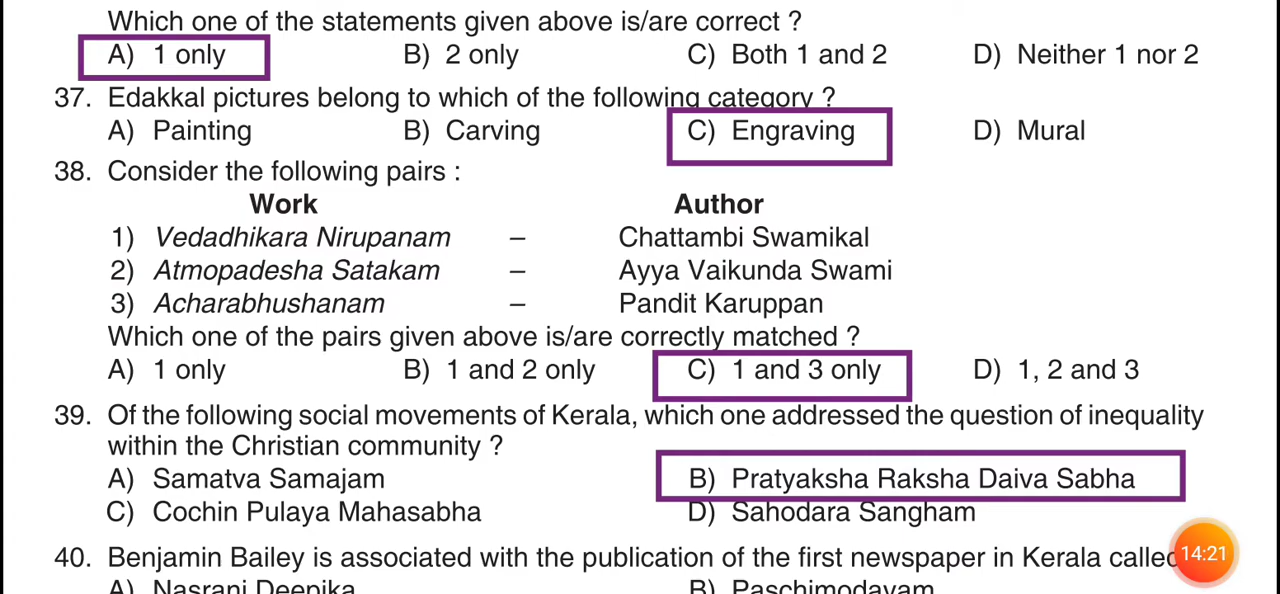 Which one of the statements given above is/are correct ?
A) 1 only B) 2 only C) Both 1 and 2 D) Neither 1 nor 2
37. Edakkal pictures belong to which of the following category ?
A) Painting B) Carving C) Engraving D) Mural
38. Consider the following pairs :
Work Author
1) Vedadhikara Nirupanam – Chattambi Swamikal
2) Atmopadesha Satakam – Ayya Vaikunda Swami
3) Acharabhushanam – Pandit Karuppan
Which one of the pairs given above is/are correctly matched ?
A) 1 only B) 1 and 2 only C) 1 and 3 only D) 1, 2 and 3
39. Of the following social movements of Kerala, which one addressed the question of inequality
within the Christian community ?
A) Samatva Samajam B) Pratyaksha Raksha Daiva Sabha
C) Cochin Pulaya Mahasabha D) Sahodara Sangham
40. Benjamin Bailey is associated with the publication of the first newspaper in Kerala called
14:21
A) Nasrani Deepika B) Paschimodayam